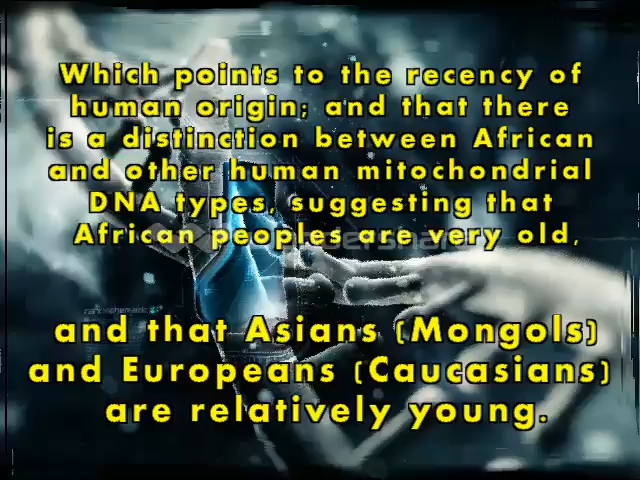 Which points to the recency of
human origin; and that there
is a distinction between African
and other human mitochondrial
DNA types, suggesting that
African peoples are very old,
and that Asians (Mongols)
and Europeans (Caucasians)
are relatively young.